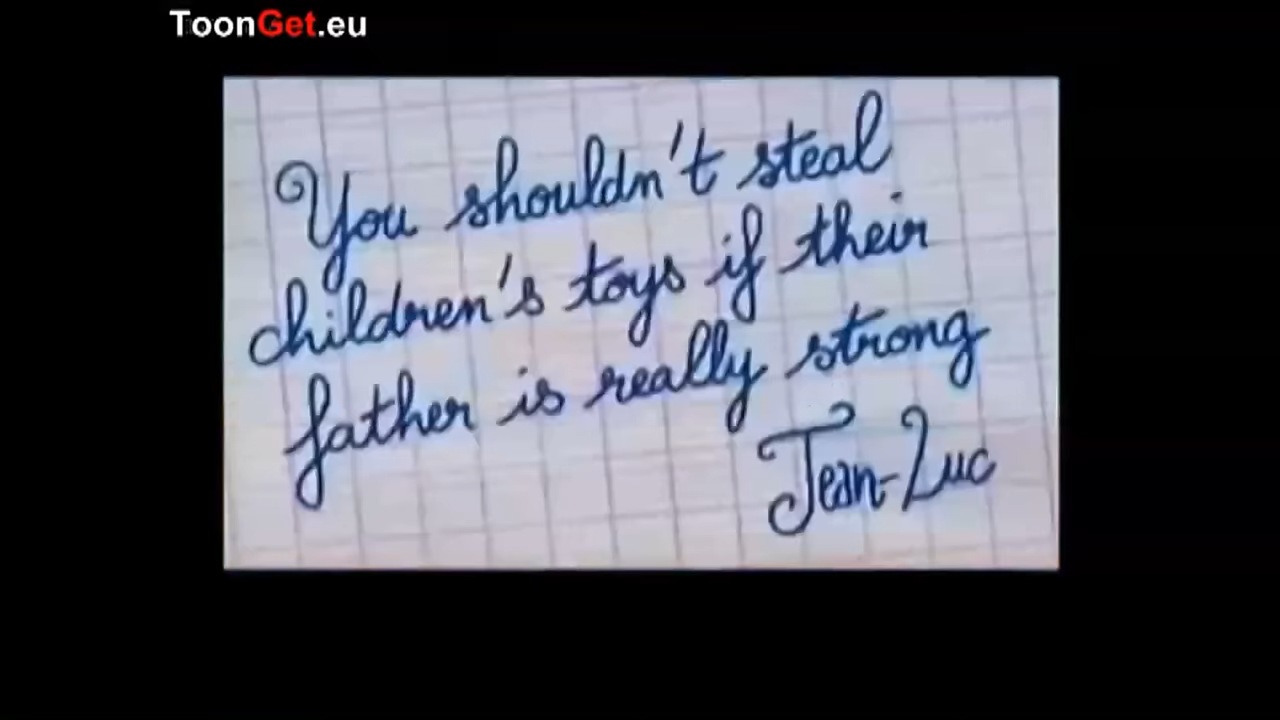 ToonGet.eu
You shouldn't steal
children's toys if their
father is really strong
Jean-Luc